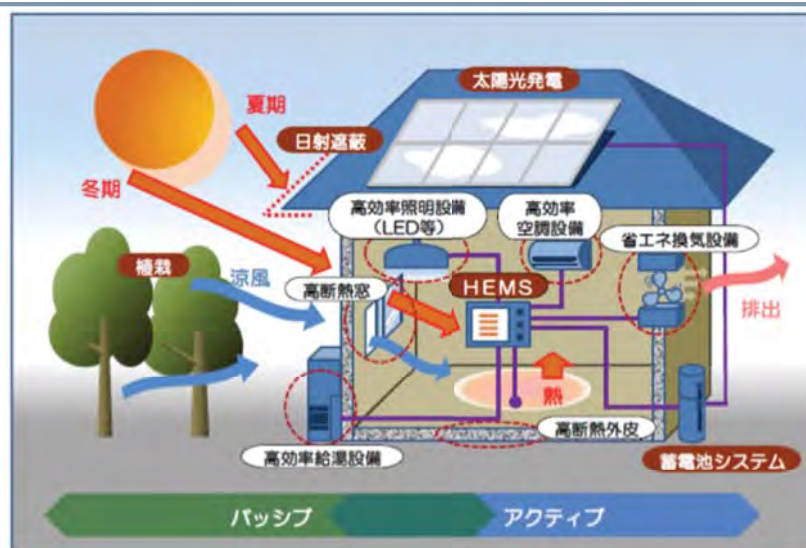 太陽光発電
夏期
日射遮蔽
冬期
高効率照明設備
（LED等）
高効率
空調設備
省エネ換気設備
植栽
涼風
高断熱窓
HEMS
排出
熱
高断熱外皮
高効率給湯設備
蓄電池システム
パッシブ
アクティブ